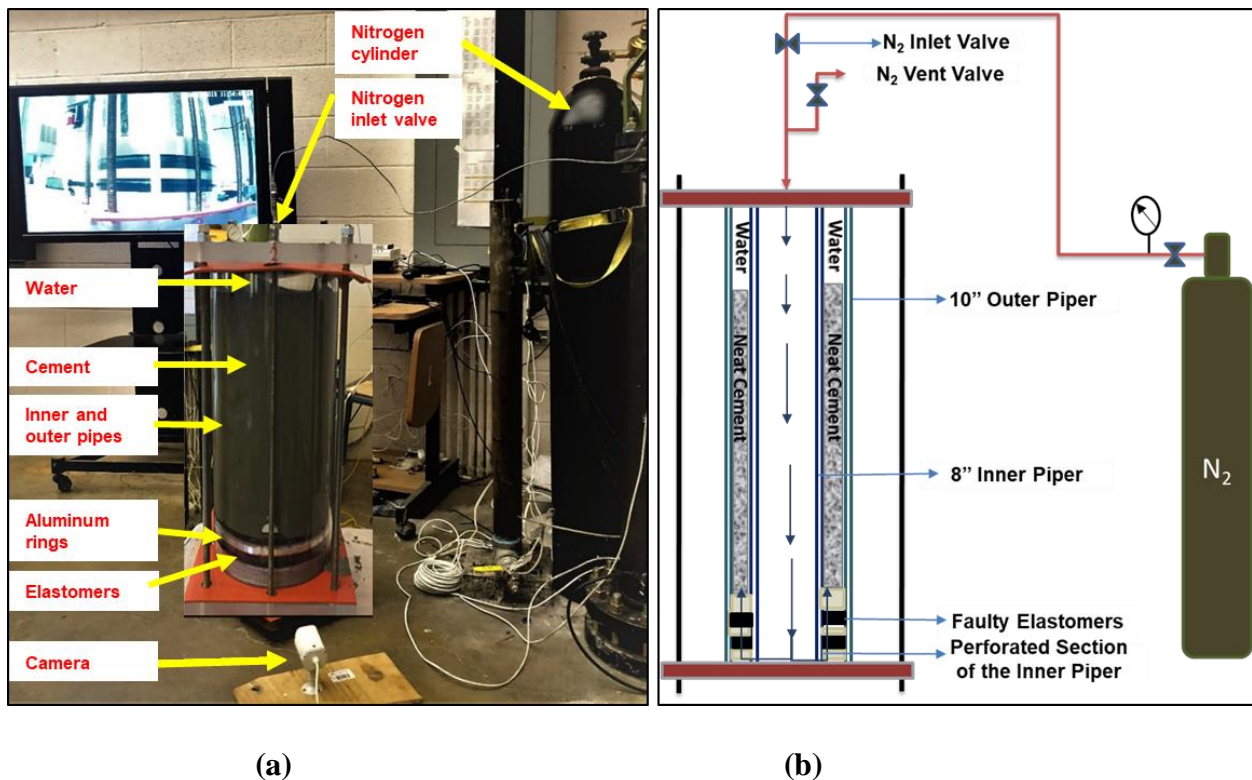 Nitrogen
cylinder
Nitrogen
inlet valve
Water
Cement
Inner and
outer pipes
Aluminum
rings
Elastomers
Camera
(a)
N₂ Inlet Valve
N₂ Vent Valve
Water
Water
Neat Cement
Neat Cement
10” Outer Piper
8” Inner Piper
N₂
Faulty Elastomers
Perforated Section
of the Inner Piper
(b)